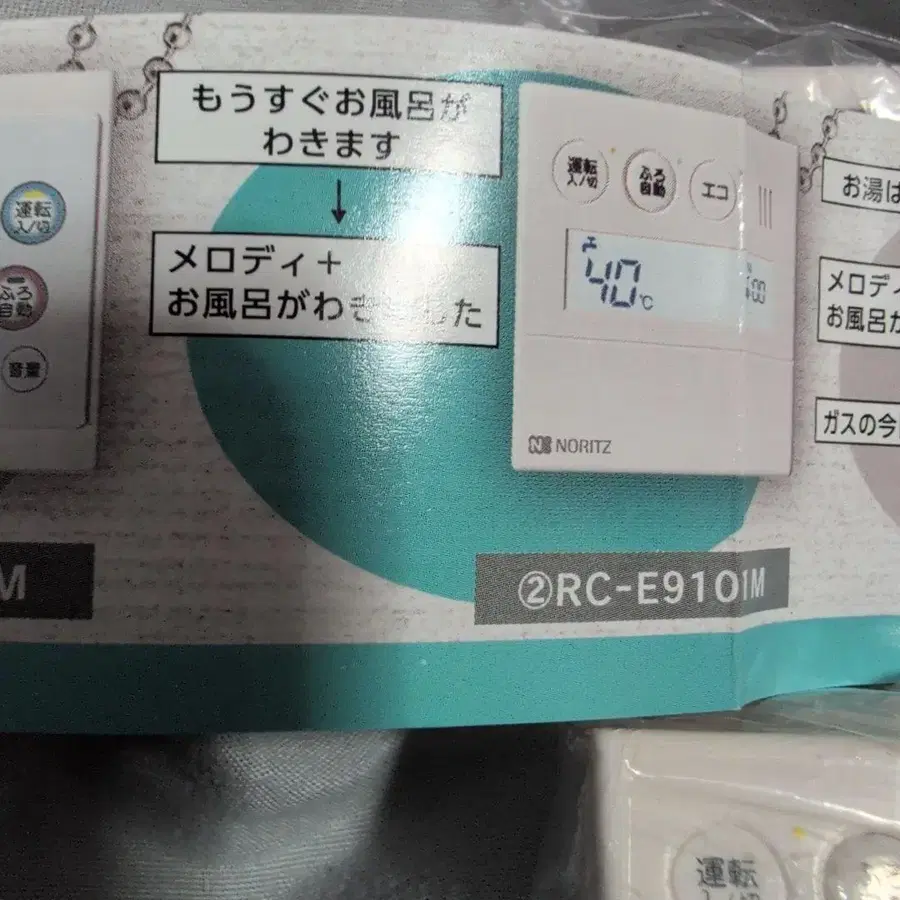 運転
入/切
ふろ
自動
音量
M
もうすぐお風呂が
わきます
メロディ+
お風呂がわきました
運転
入/切
ふろ
自動
エコ
40℃
NORITZ
②RC-E9101M
お湯は
メロディ
お風呂が
ガスの今
運転
入/切